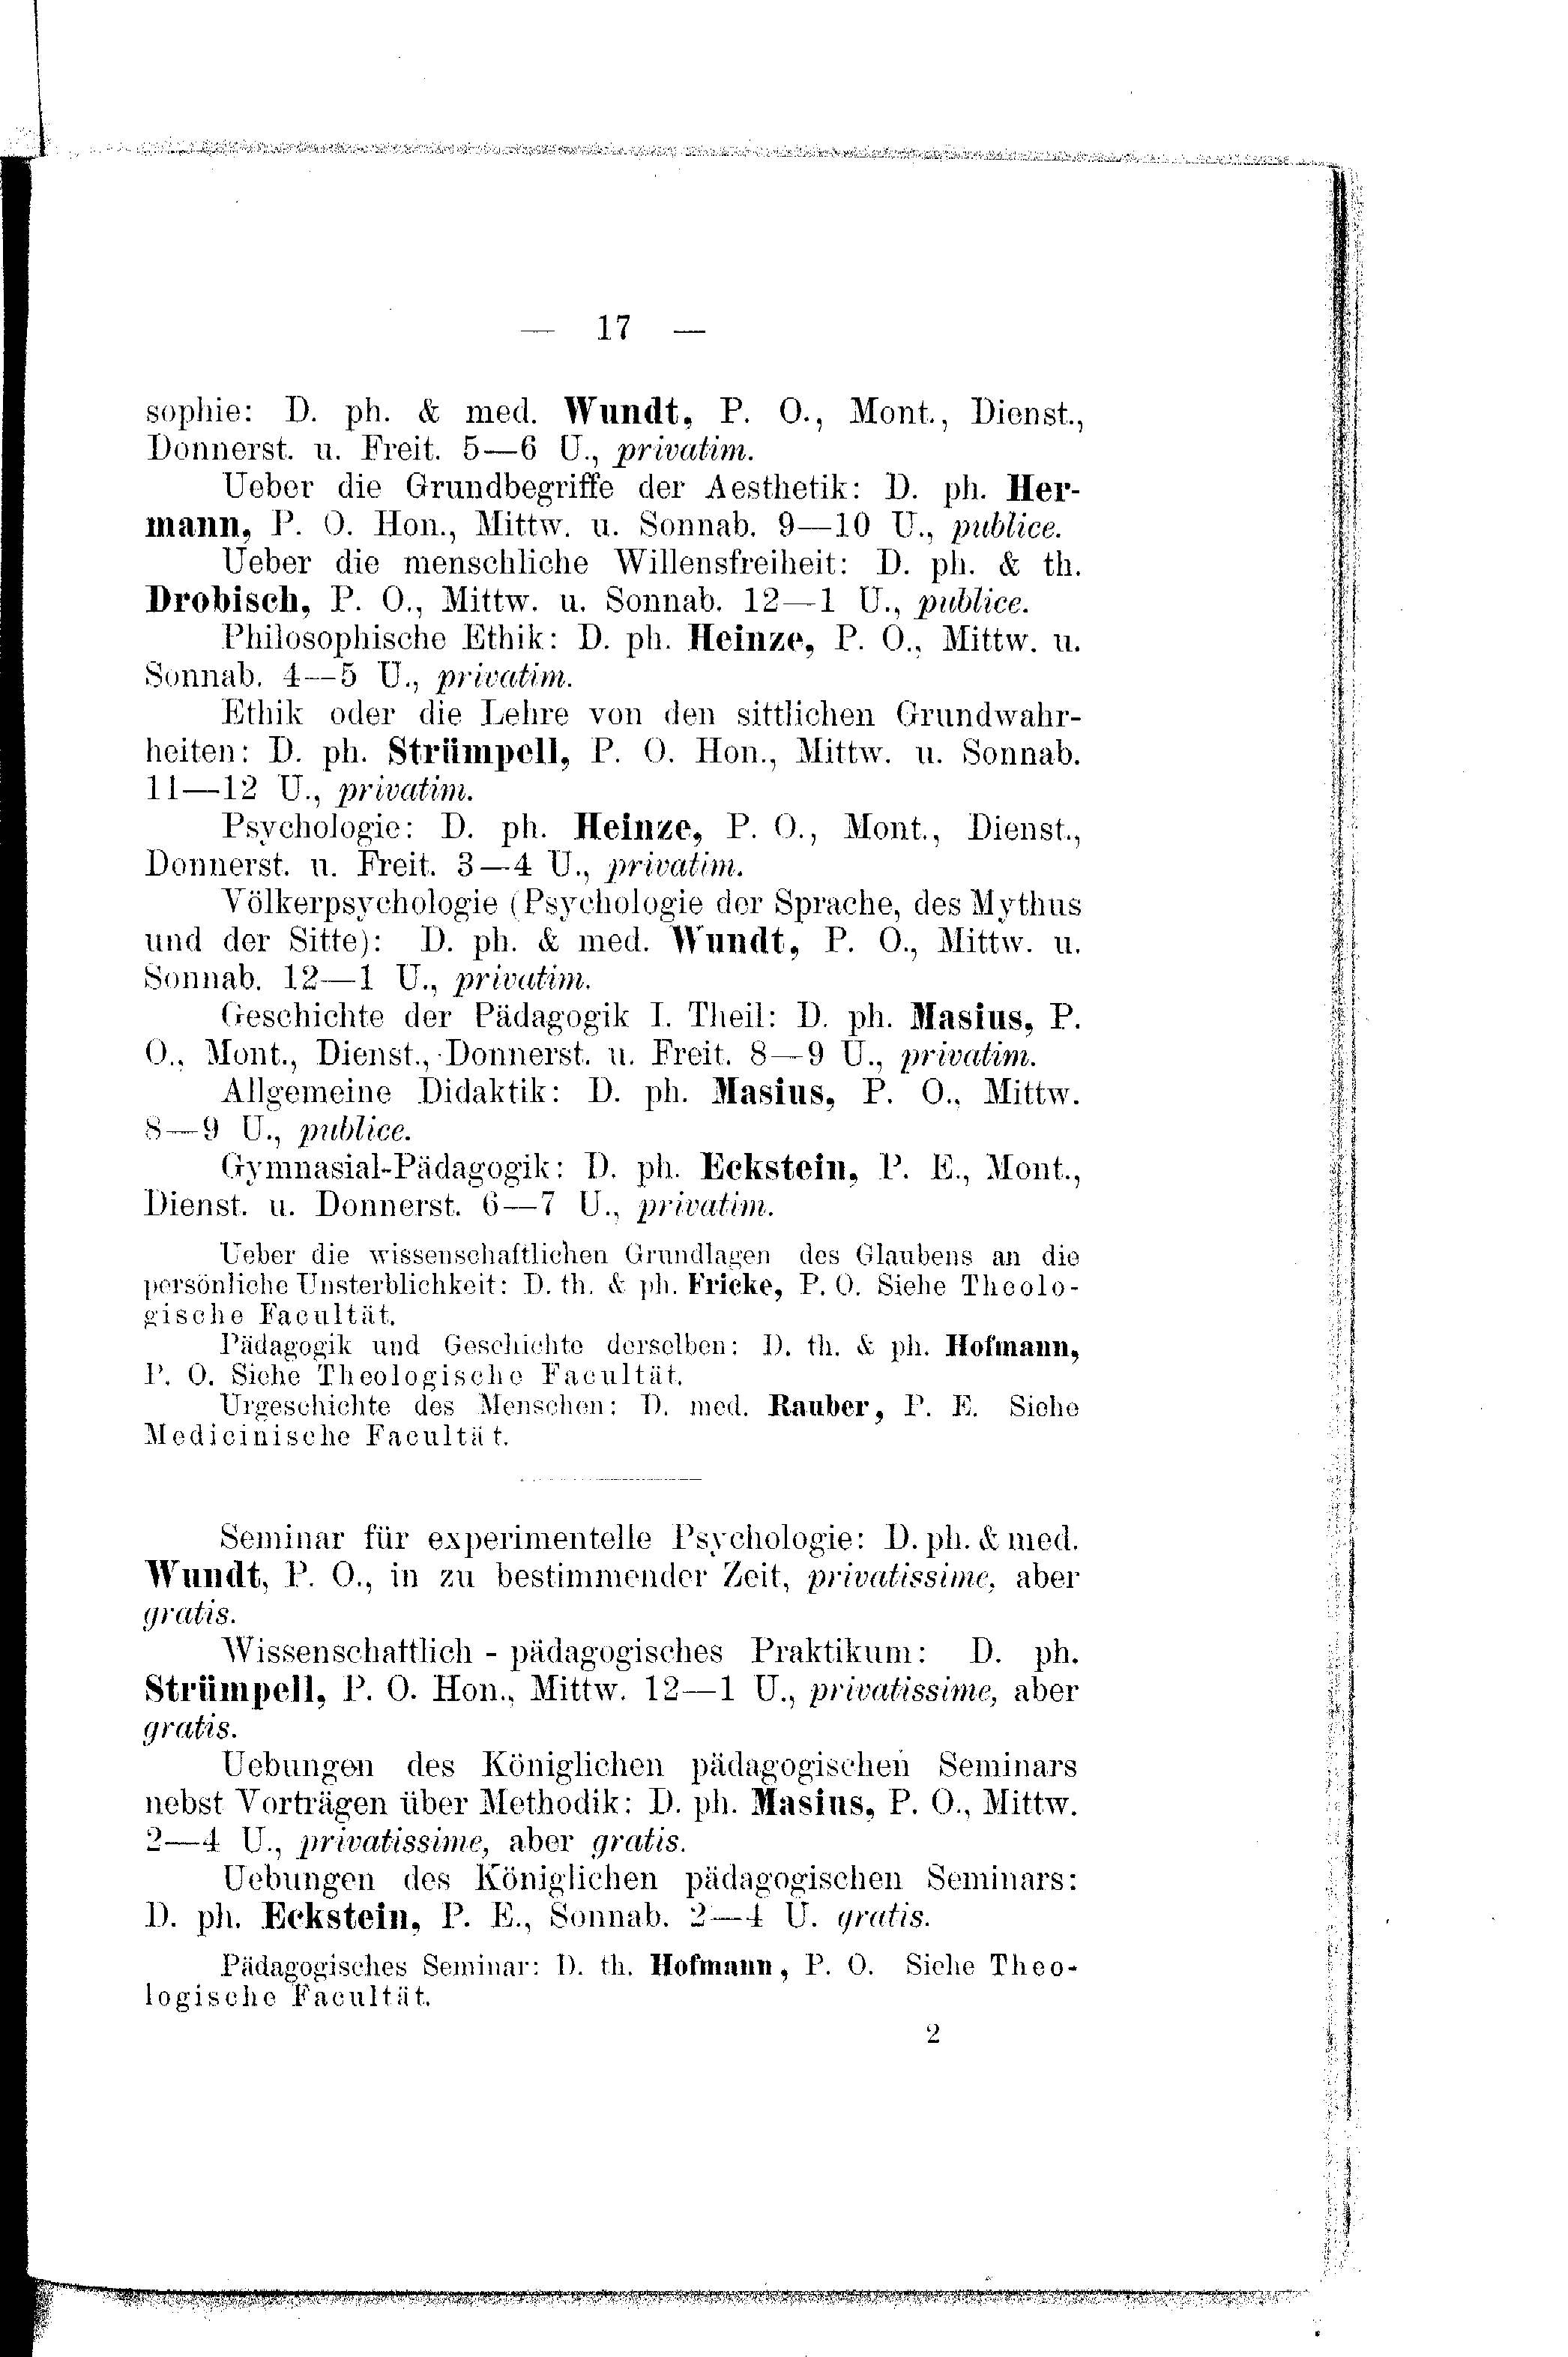 — 17 —
sophie: D. ph. & med. Wundt, P. O., Mont., Dienst.,
Donnerst. u. Freit. 5—6 U., privatim.
Ueber die Grundbegriffe der Aesthetik: D. ph. Her-
mann, P. O. Hon., Mittw. u. Sonnab. 9—10 U., publice.
Ueber die menschliche Willensfreiheit: D. ph. & th.
Drobisch, P. O., Mittw. u. Sonnab. 12—1 U., publice.
Philosophische Ethik: D. ph. Heinze, P. O., Mittw. u.
Sonnab. 4—5 U., privatim.
Ethik oder die Lehre von den sittlichen Grundwahr-
heiten: D. ph. Strümpell, P. O. Hon., Mittw. u. Sonnab.
11—12 U., privatim.
Psychologie: D. ph. Heinze, P. O., Mont., Dienst.,
Donnerst. u. Freit. 3—4 U., privatim.
Völkerpsychologie (Psychologie der Sprache, des Mythus
und der Sitte): D. ph. & med. Wundt, P. O., Mittw. u.
Sonnab. 12—1 U., privatim.
Geschichte der Pädagogik I. Theil: D. ph. Masius, P.
O., Mont., Dienst., Donnerst. u. Freit. 8—9 U., privatim.
Allgemeine Didaktik: D. ph. Masius, P. O., Mittw.
8—9 U., publice.
Gymnasial-Pädagogik: D. ph. Eckstein, P. E., Mont.,
Dienst. u. Donnerst. 6—7 U., privatim.
Ueber die wissenschaftlichen Grundlagen des Glaubens an die
persönliche Unsterblichkeit: D. th. & ph. Fricke, P. O. Siehe Theolo-
gische Facultät.
Pädagogik und Geschichte derselben: D. th. & ph. Hofmann,
P. O. Siehe Theologische Facultät.
Urgeschichte des Menschen: D. med. Rauber, P. E. Siehe
Medicinische Facultät.
Seminar für experimentelle Psychologie: D. ph. & med.
Wundt, P. O., in zu bestimmender Zeit, privatissime, aber
gratis.
Wissenschaftlich - pädagogisches Praktikum: D. ph.
Strümpell, P. O. Hon., Mittw. 12—1 U., privatissime, aber
gratis.
Uebungen des Königlichen pädagogischen Seminars
nebst Vorträgen über Methodik: D. ph. Masius, P. O., Mittw.
2—4 U., privatissime, aber gratis.
Uebungen des Königlichen pädagogischen Seminars:
D. ph. Eckstein, P. E., Sonnab. 2—4 U. gratis.
Pädagogisches Seminar: D. th. Hofmann, P. O. Siehe Theo-
logische Facultät.
2